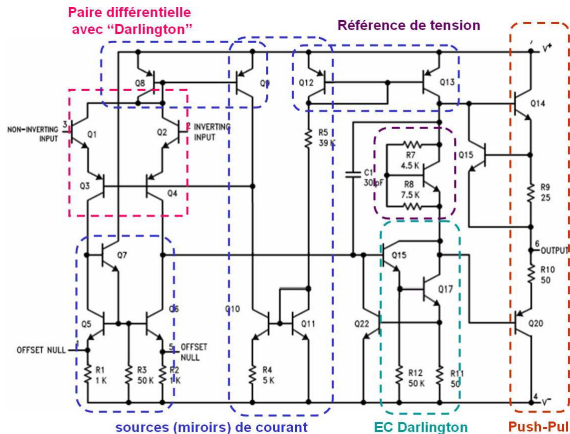 Paire différentielle
avec “Darlington”
Référence de tension
V+
Q8
Q9
Q12
Q13
Q14
3
NON-INVERTING
INPUT
Q1
Q2
2
INVERTING
INPUT
R5
39 K
Q15
R7
4.5 K
C1
30 pF
R8
7.5 K
R9
25
Q3
Q4
6
OUTPUT
Q7
Q15
R10
50
Q17
Q5
Q6
Q10
Q11
Q22
Q20
OFFSET NULL
1
5
OFFSET
NULL
R1
1 K
R3
50 K
R2
1 K
R4
5 K
R12
50 K
R11
50
4
V-
sources (miroirs) de courant
EC Darlington
Push-Pul